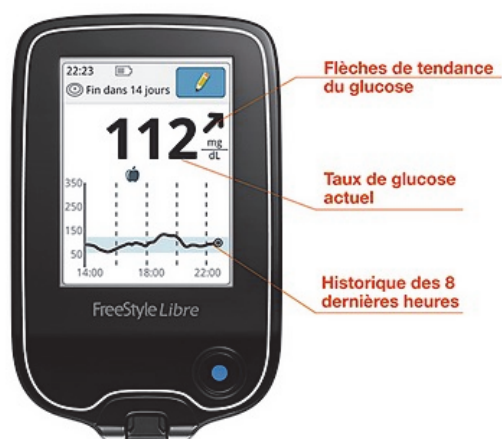 22:23
Fin dans 14 jours
112
mg
dL
350
250
150
50
14:00 18:00 22:00
FreeStyle Libre
Flèches de tendance
du glucose
Taux de glucose
actuel
Historique des 8
dernières heures